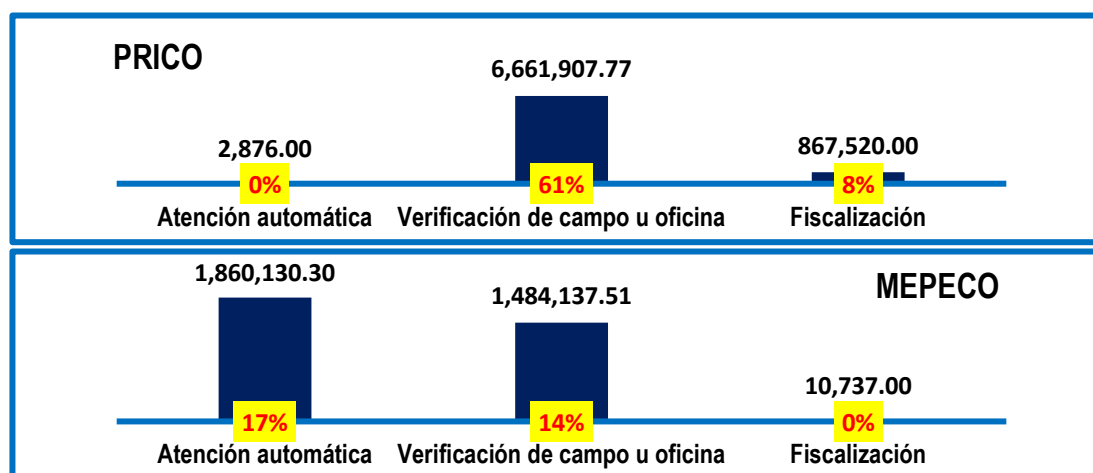 PRICO
6,661,907.77
2,876.00
867,520.00
0%
61%
8%
Atención automática
Verificación de campo u oficina
Fiscalización
1,860,130.30
MEPECO
1,484,137.51
10,737.00
17%
14%
0%
Atención automática
Verificación de campo u oficina
Fiscalización